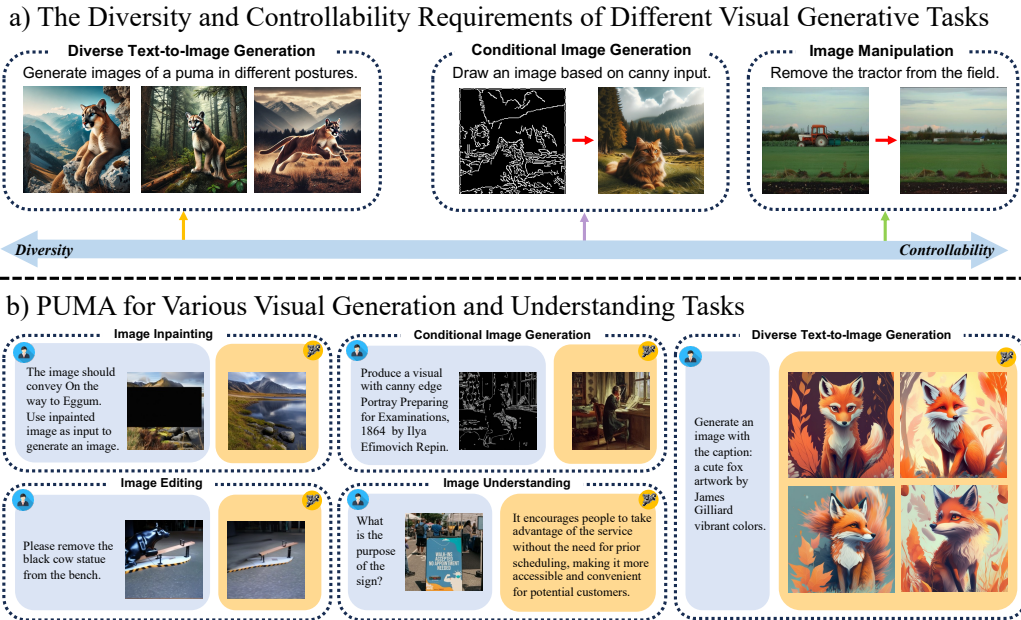 a) The Diversity and Controllability Requirements of Different Visual Generative Tasks
Diverse Text-to-Image Generation
Generate images of a puma in different postures.
Conditional Image Generation
Draw an image based on canny input.
Image Manipulation
Remove the tractor from the field.
Diversity
Controllability
b) PUMA for Various Visual Generation and Understanding Tasks
Image Inpainting
The image should
convey On the
way to Eggum.
Use inpainted
image as input to
generate an image.
Conditional Image Generation
Produce a visual
with canny edge
Portray Preparing
for Examinations,
1864 by Ilya
Efimovich Repin.
Diverse Text-to-Image Generation
Generate an
image with
the caption:
a cute fox
artwork by
James
Gilliard
vibrant colors.
Image Editing
Please remove the
black cow statue
from the bench.
Image Understanding
What
is the
purpose
of the
sign?
WALK-INS
ACCEPTED
NO APPOINTMENT
NEEDED
It encourages people to take
advantage of the service
without the need for prior
scheduling, making it more
accessible and convenient
for potential customers.